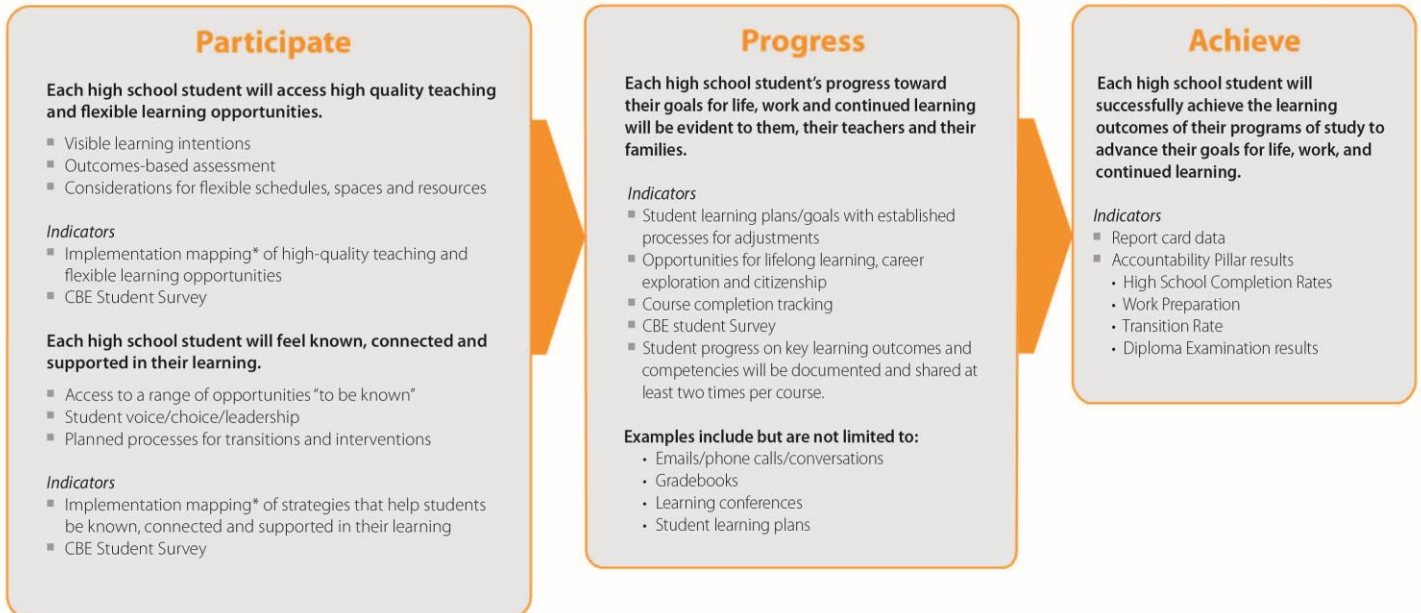 Participate
Each high school student will access high quality teaching
and flexible learning opportunities.
■ Visible learning intentions
■ Outcomes-based assessment
■ Considerations for flexible schedules, spaces and resources
Indicators
■ Implementation mapping* of high-quality teaching and
flexible learning opportunities
■ CBE Student Survey
Each high school student will feel known, connected and
supported in their learning.
■ Access to a range of opportunities “to be known”
■ Student voice/choice/leadership
■ Planned processes for transitions and interventions
Indicators
■ Implementation mapping* of strategies that help students
be known, connected and supported in their learning
■ CBE Student Survey
Progress
Each high school student’s progress toward
their goals for life, work and continued learning
will be evident to them, their teachers and their
families.
Indicators
■ Student learning plans/goals with established
processes for adjustments
■ Opportunities for lifelong learning, career
exploration and citizenship
■ Course completion tracking
■ CBE student Survey
■ Student progress on key learning outcomes and
competencies will be documented and shared at
least two times per course.
Examples include but are not limited to:
• Emails/phone calls/conversations
• Gradebooks
• Learning conferences
• Student learning plans
Achieve
Each high school student will
successfully achieve the learning
outcomes of their programs of study to
advance their goals for life, work, and
continued learning.
Indicators
■ Report card data
■ Accountability Pillar results
• High School Completion Rates
• Work Preparation
• Transition Rate
• Diploma Examination results